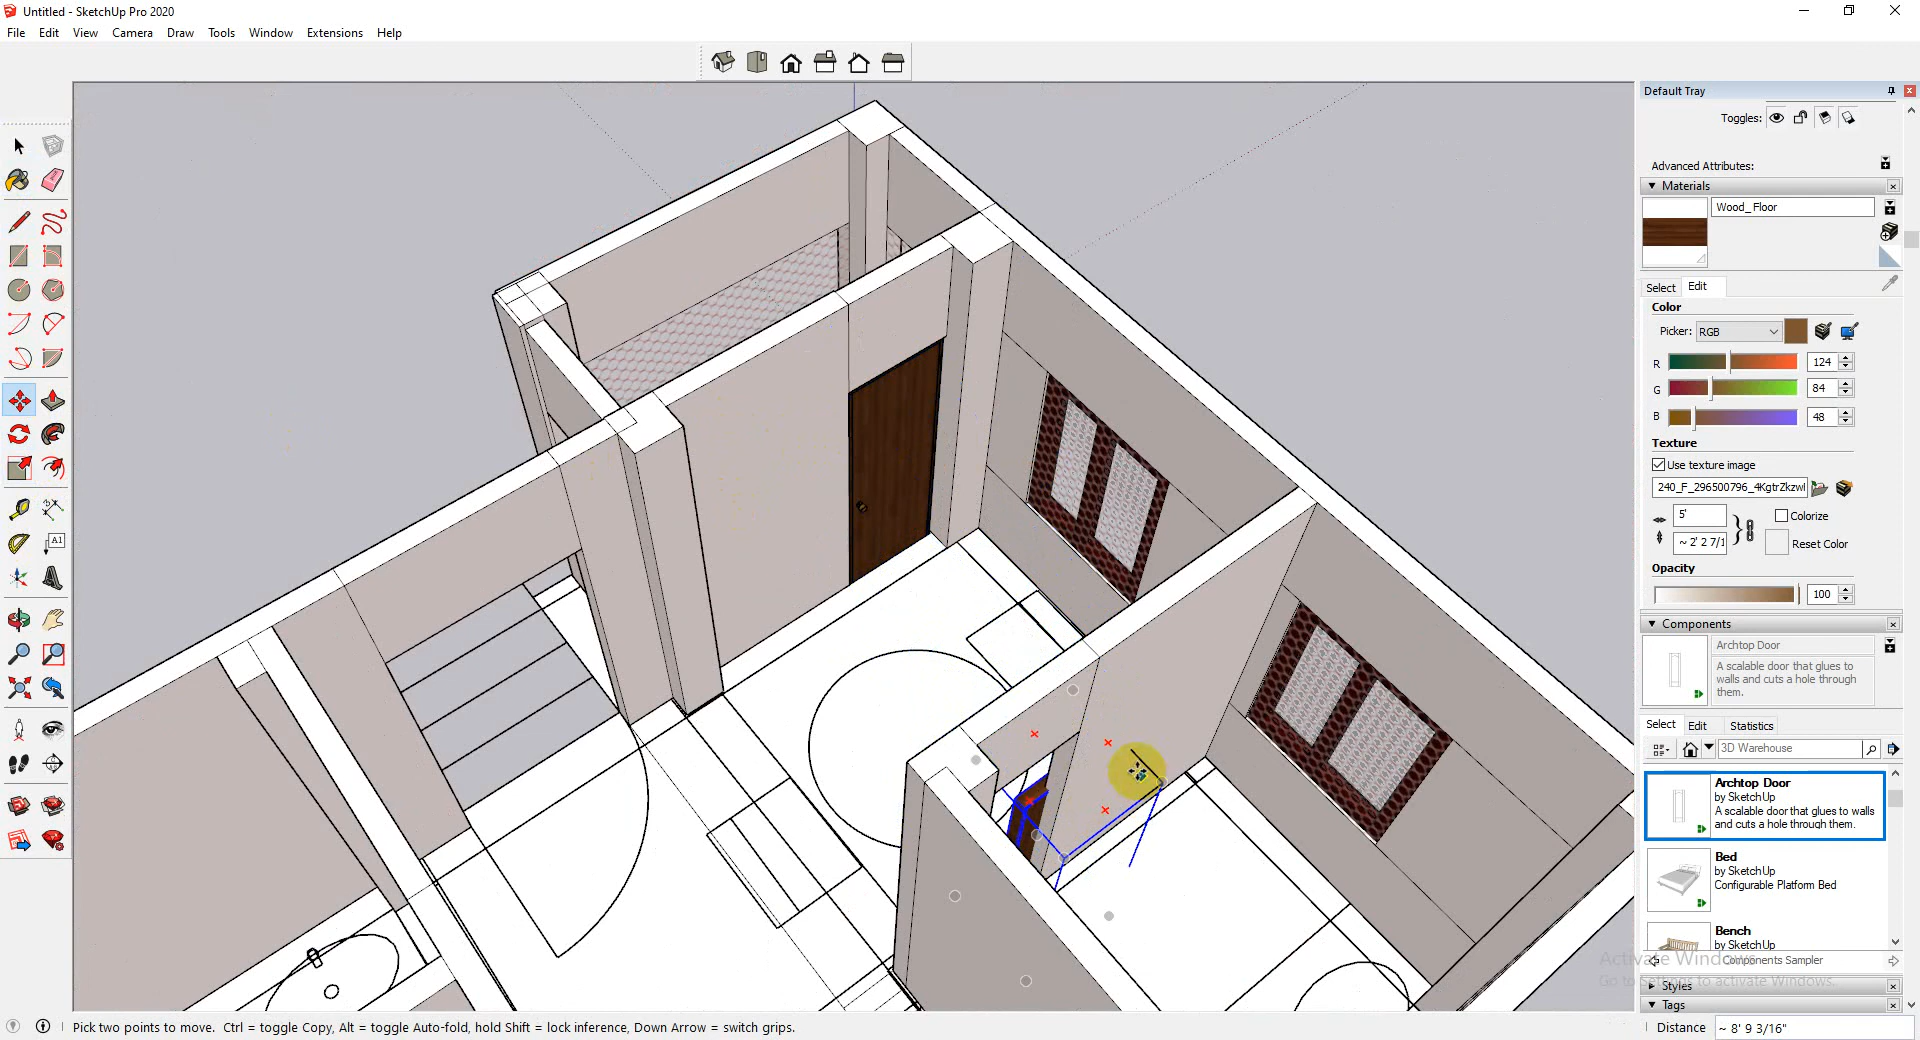 Untitled - SketchUp Pro 2020
File Edit View Camera Draw Tools Window Extensions Help
Default Tray
Toggles:
Advanced Attributes:
Materials
Wood_ Floor
Select Edit
Color
Picker: RGB
R 124
G 84
B 48
Texture
Use texture image
240_F_296500796_4KgtrZkzwl
5' Colorize
~ 2' 2 7/1 Reset Color
Opacity
100
Components
Archtop Door
A scalable door that glues to
walls and cuts a hole through
them.
Select Edit Statistics
3D Warehouse
Archtop Door
by SketchUp
A scalable door that glues to walls
and cuts a hole through them.
Bed
by SketchUp
Configurable Platform Bed
Bench
by SketchUp
Activate Windows
Components Sampler
Go to Settings to activate Windows.
Styles
Tags
A1
Pick two points to move. Ctrl = toggle Copy, Alt = toggle Auto-fold, hold Shift = lock inference, Down Arrow = switch grips.
Distance ~ 8' 9 3/16"